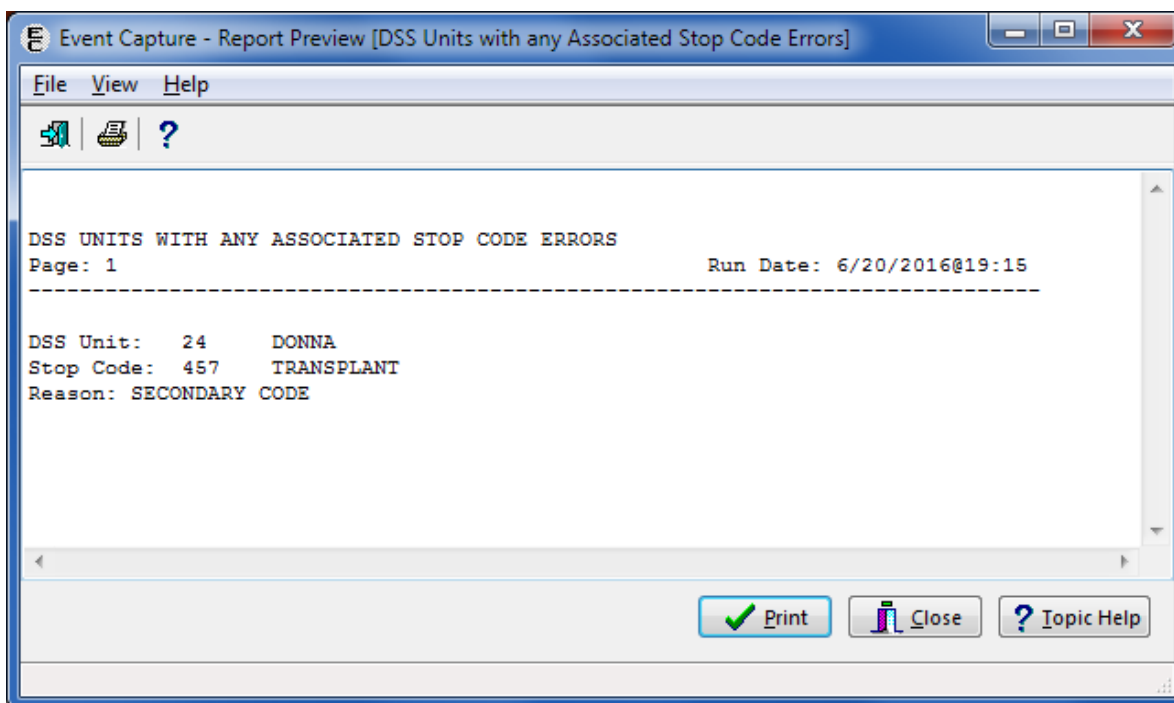 Event Capture - Report Preview [DSS Units with any Associated Stop Code Errors]
File View Help
DSS UNITS WITH ANY ASSOCIATED STOP CODE ERRORS
Page: 1 Run Date: 6/20/2016@19:15
--------------------------------------------------------------------------------
DSS Unit: 24 DONNA
Stop Code: 457 TRANSPLANT
Reason: SECONDARY CODE
Print Close ? Topic Help